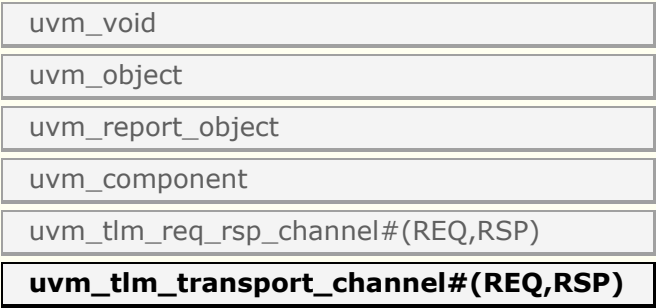 uvm_void
uvm_object
uvm_report_object
uvm_component
uvm_tlm_req_rsp_channel#(REQ,RSP)
uvm_tlm_transport_channel#(REQ,RSP)